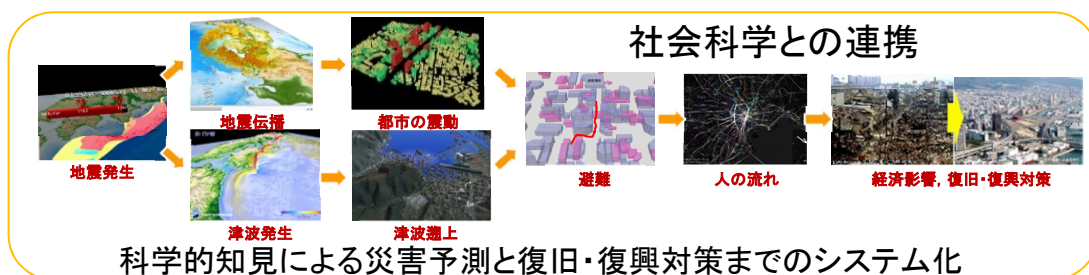 社会科学との連携
地震発生
地震伝播
都市の震動
津波発生
津波遡上
避難
人の流れ
経済影響, 復旧・復興対策
科学的知見による災害予測と復旧・復興対策までのシステム化